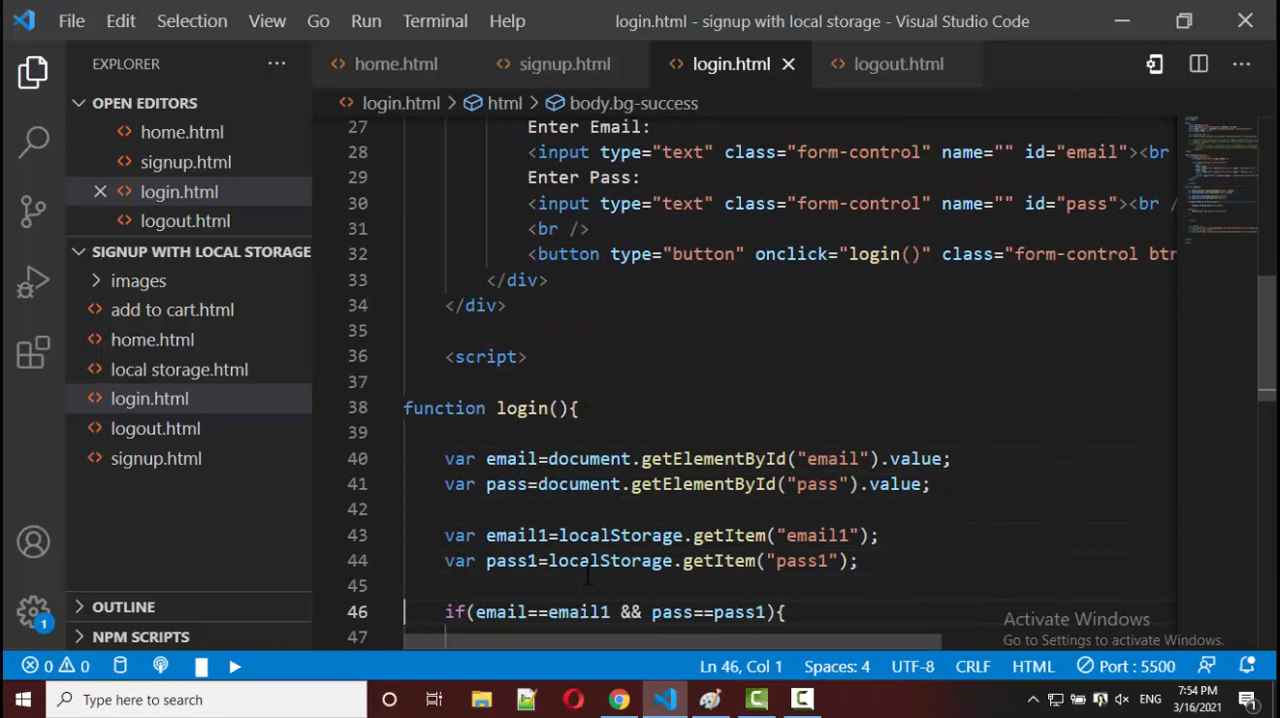 File Edit Selection View Go Run Terminal Help login.html - signup with local storage - Visual Studio Code
EXPLORER
OPEN EDITORS
home.html
signup.html
login.html
logout.html
SIGNUP WITH LOCAL STORAGE
images
add to cart.html
home.html
local storage.html
login.html
logout.html
signup.html
OUTLINE
NPM SCRIPTS
home.html signup.html login.html logout.html
login.html > html > body.bg-success
27 Enter Email:
28 <input type="text" class="form-control" name="" id="email"><br
29 Enter Pass:
30 <input type="text" class="form-control" name="" id="pass"><br /
31 <br />
32 <button type="button" onclick="login()" class="form-control btn
33 </div>
34 </div>
35
36 <script>
37
38 function login(){
39
40 var email=document.getElementById("email").value;
41 var pass=document.getElementById("pass").value;
42
43 var email1=localStorage.getItem("email1");
44 var pass1=localStorage.getItem("pass1");
45
46 if(email==email1 && pass==pass1){
47
Activate Windows
Go to Settings to activate Windows.
1
0 0 Ln 46, Col 1 Spaces: 4 UTF-8 CRLF HTML Port : 5500
Type here to search ENG 7:54 PM
3/16/2021 1